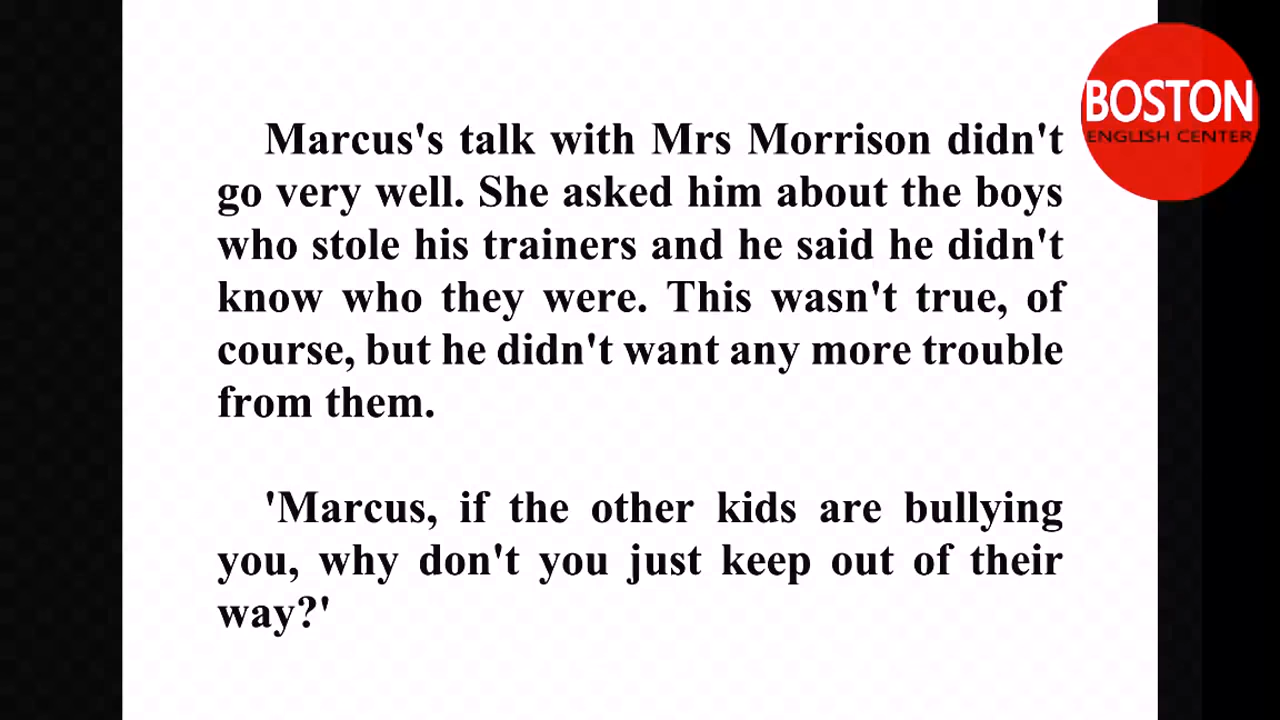 BOSTON
ENGLISH CENTER
Marcus's talk with Mrs Morrison didn't
go very well. She asked him about the boys
who stole his trainers and he said he didn't
know who they were. This wasn't true, of
course, but he didn't want any more trouble
from them.
'Marcus, if the other kids are bullying
you, why don't you just keep out of their
way?'